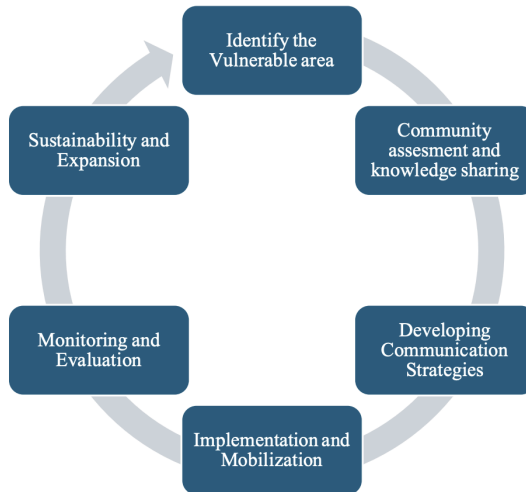 Identify the
Vulnerable area
Community
assesment and
knowledge sharing
Developing
Communication
Strategies
Implementation and
Mobilization
Monitoring and
Evaluation
Sustainability and
Expansion